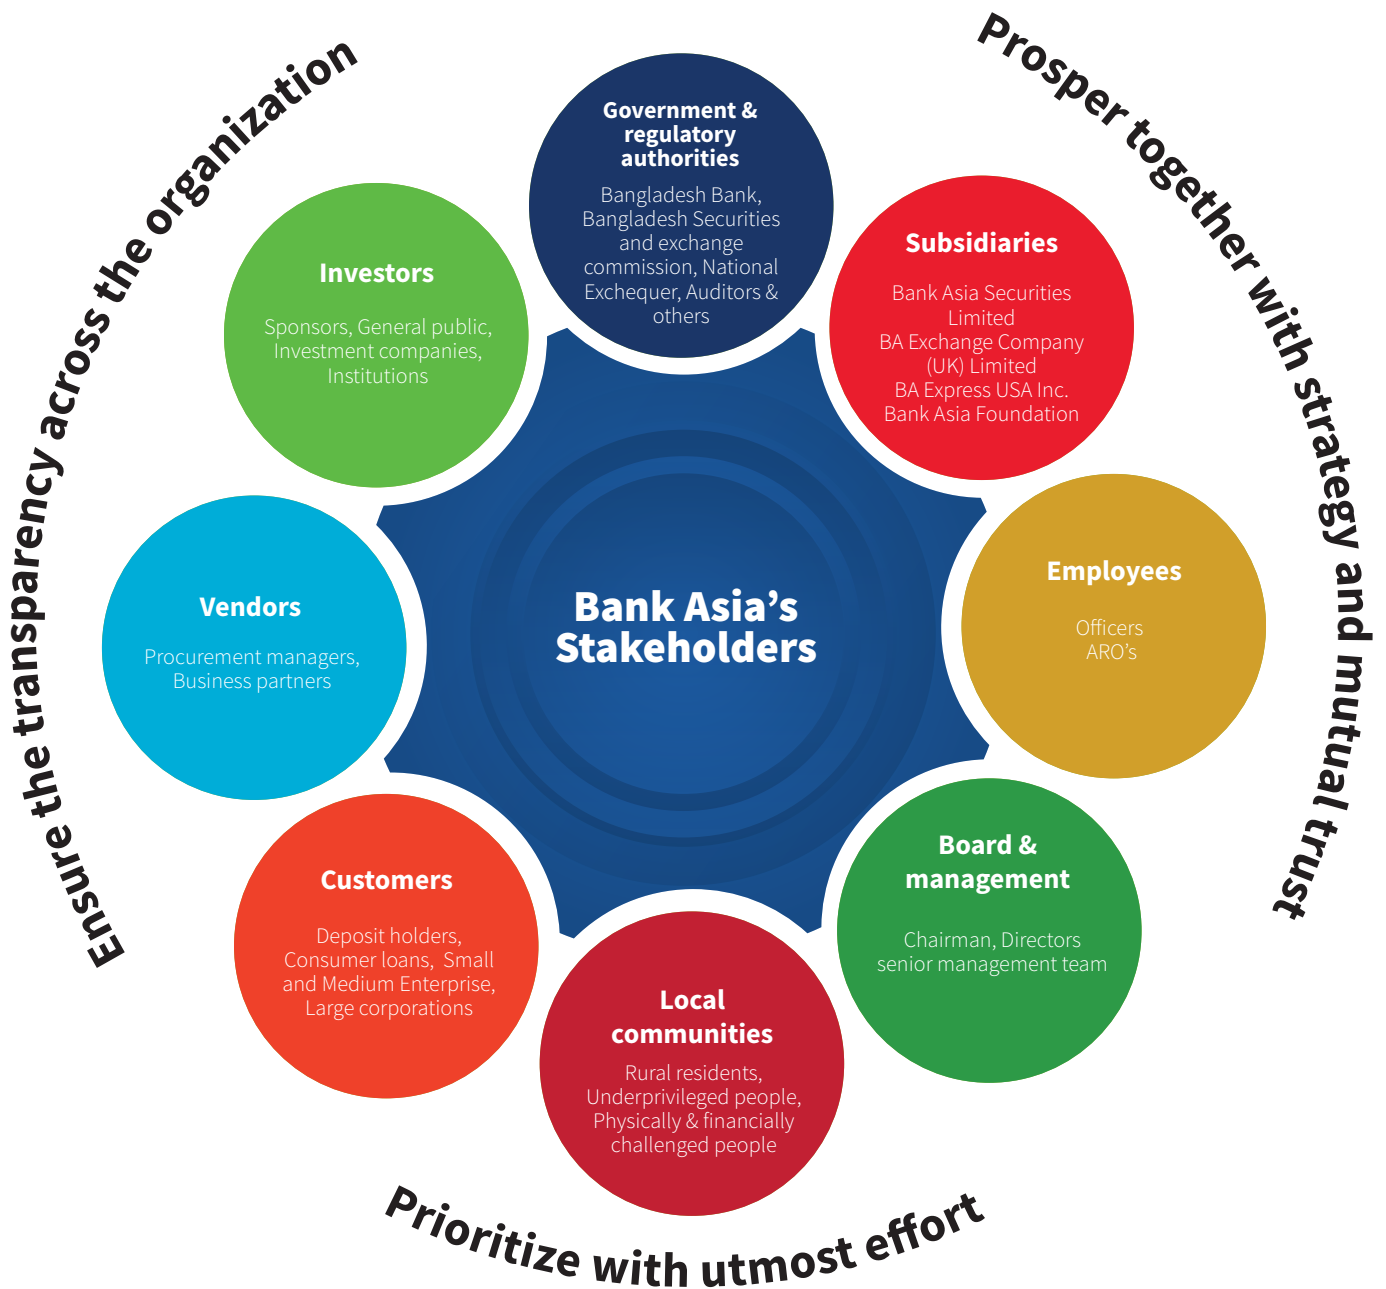 Ensure the transparency across the organization
Prosper together with strategy and mutual trust
Government &
regulatory
authorities
Bangladesh Bank,
Bangladesh Securities
and exchange
commission, National
Exchequer, Auditors &
others
Subsidiaries
Bank Asia Securities
Limited
BA Exchange Company
(UK) Limited
BA Express USA Inc.
Bank Asia Foundation
Employees
Officers
ARO’s
Board &
management
Chairman, Directors
senior management team
Local
communities
Rural residents,
Underprivileged people,
Physically & financially
challenged people
Customers
Deposit holders,
Consumer loans, Small
and Medium Enterprise,
Large corporations
Vendors
Procurement managers,
Business partners
Investors
Sponsors, General public,
Investment companies,
Institutions
Bank Asia’s
Stakeholders
Prioritize with utmost effort